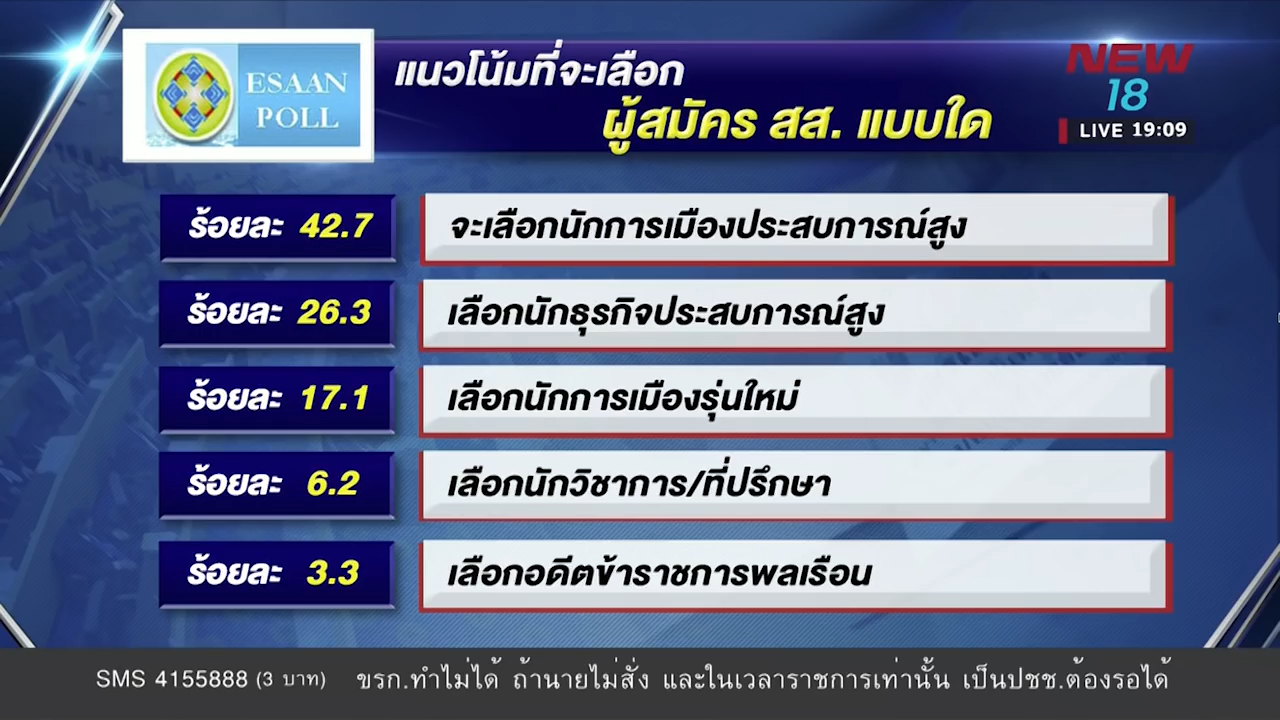 ESAAN
POLL
แนวโน้มที่จะเลือก
ผู้สมัคร สส. แบบใด
NEW
18
LIVE 19:09
ร้อยละ 42.7 จะเลือกนักการเมืองประสบการณ์สูง
ร้อยละ 26.3 เลือกนักธุรกิจประสบการณ์สูง
ร้อยละ 17.1 เลือกนักการเมืองรุ่นใหม่
ร้อยละ 6.2 เลือกนักวิชาการ/ที่ปรึกษา
ร้อยละ 3.3 เลือกอดีตข้าราชการพลเรือน
SMS 4155888 (3 บาท) ขรก.ทำไม่ได้ ถ้านายไม่สั่ง และในเวลาราชการเท่านั้น เป็นปชช.ต้องรอได้